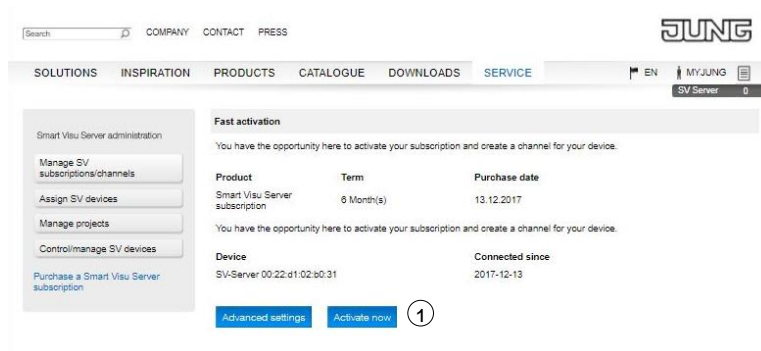 Search COMPANY CONTACT PRESS
JUNG
SOLUTIONS INSPIRATION PRODUCTS CATALOGUE DOWNLOADS SERVICE EN MYJUNG
SV Server 0
Smart Visu Server administration
Manage SV
subscriptions/channels
Assign SV devices
Manage projects
Control/manage SV devices
Purchase a Smart Visu Server
subscription
Fast activation
You have the opportunity here to activate your subscription and create a channel for your device.
Product Term Purchase date
Smart Visu Server
subscription 6 Month(s) 13.12.2017
You have the opportunity here to activate your subscription and create a channel for your device.
Device Connected since
SV-Server 00:22:d1:02:b0:31 2017-12-13
Advanced settings Activate now 1